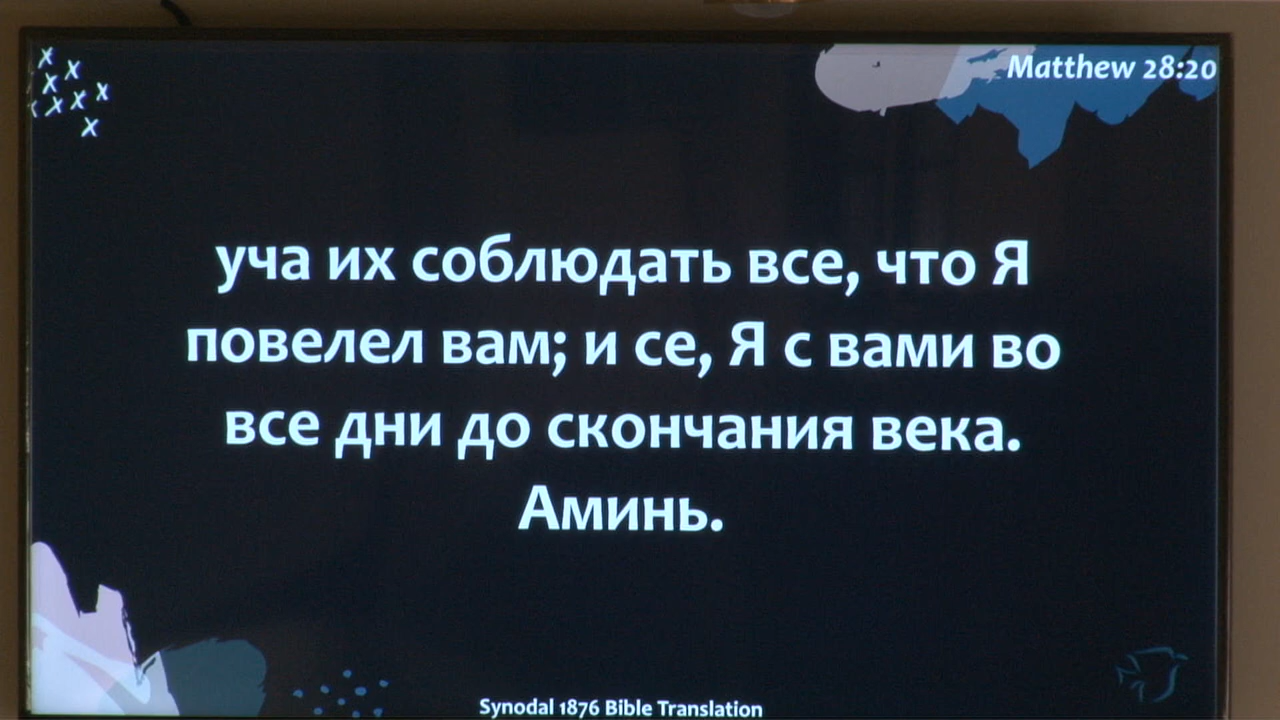 Matthew 28:20
уча их соблюдать все, что Я
повелел вам; и се, Я с вами во
все дни до скончания века.
Аминь.
Synodal 1876 Bible Translation